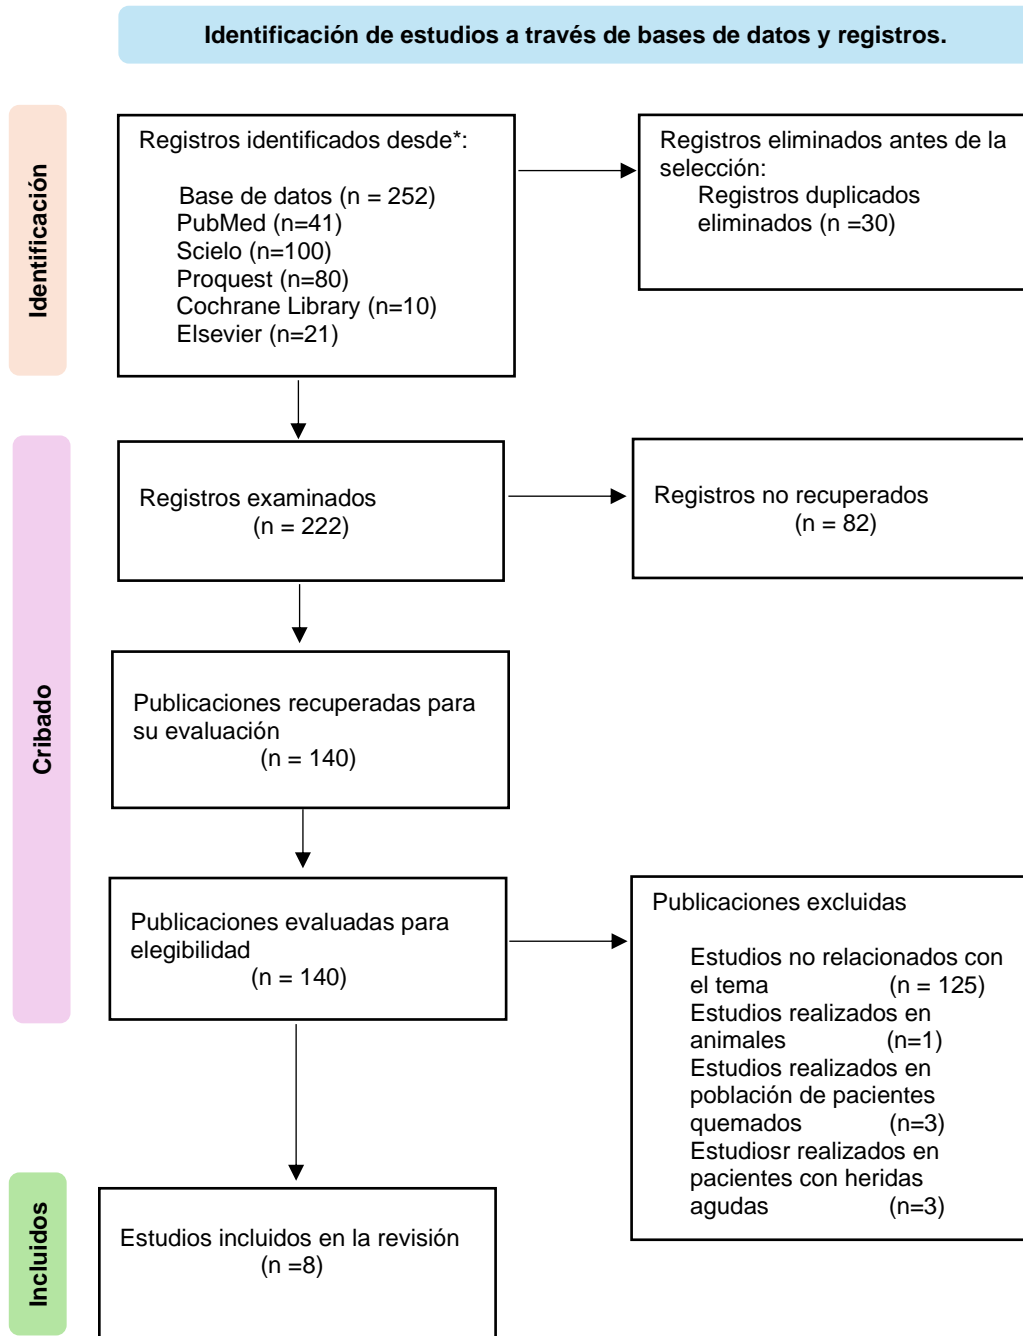 Identificación de estudios a través de bases de datos y registros.
Identificación
Registros identificados desde*:
Base de datos (n = 252)
PubMed (n=41)
Scielo (n=100)
Proquest (n=80)
Cochrane Library (n=10)
Elsevier (n=21)
Registros eliminados antes de la
selección:
Registros duplicados
eliminados (n =30)
Cribado
Registros examinados
(n = 222)
Registros no recuperados
(n = 82)
Publicaciones recuperadas para
su evaluación
(n = 140)
Publicaciones evaluadas para
elegibilidad
(n = 140)
Publicaciones excluidas
Estudios no relacionados con
el tema (n = 125)
Estudios realizados en
animales (n=1)
Estudios realizados en
población de pacientes
quemados (n=3)
Estudiosr realizados en
pacientes con heridas
agudas (n=3)
Incluidos
Estudios incluidos en la revisión
(n =8)